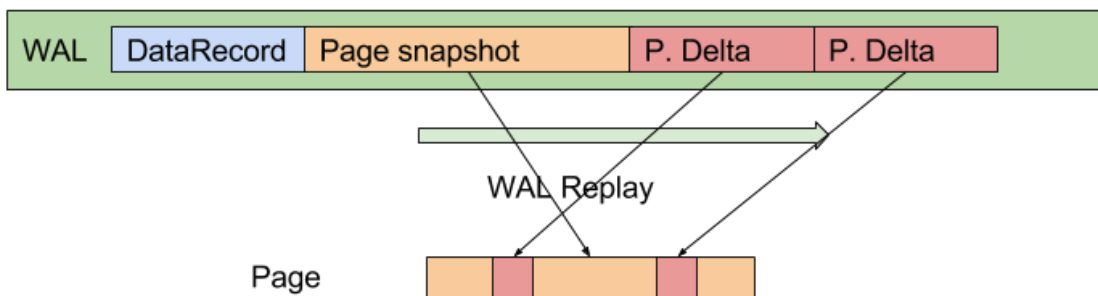 WAL DataRecord Page snapshot P. Delta P. Delta
WAL Replay
Page